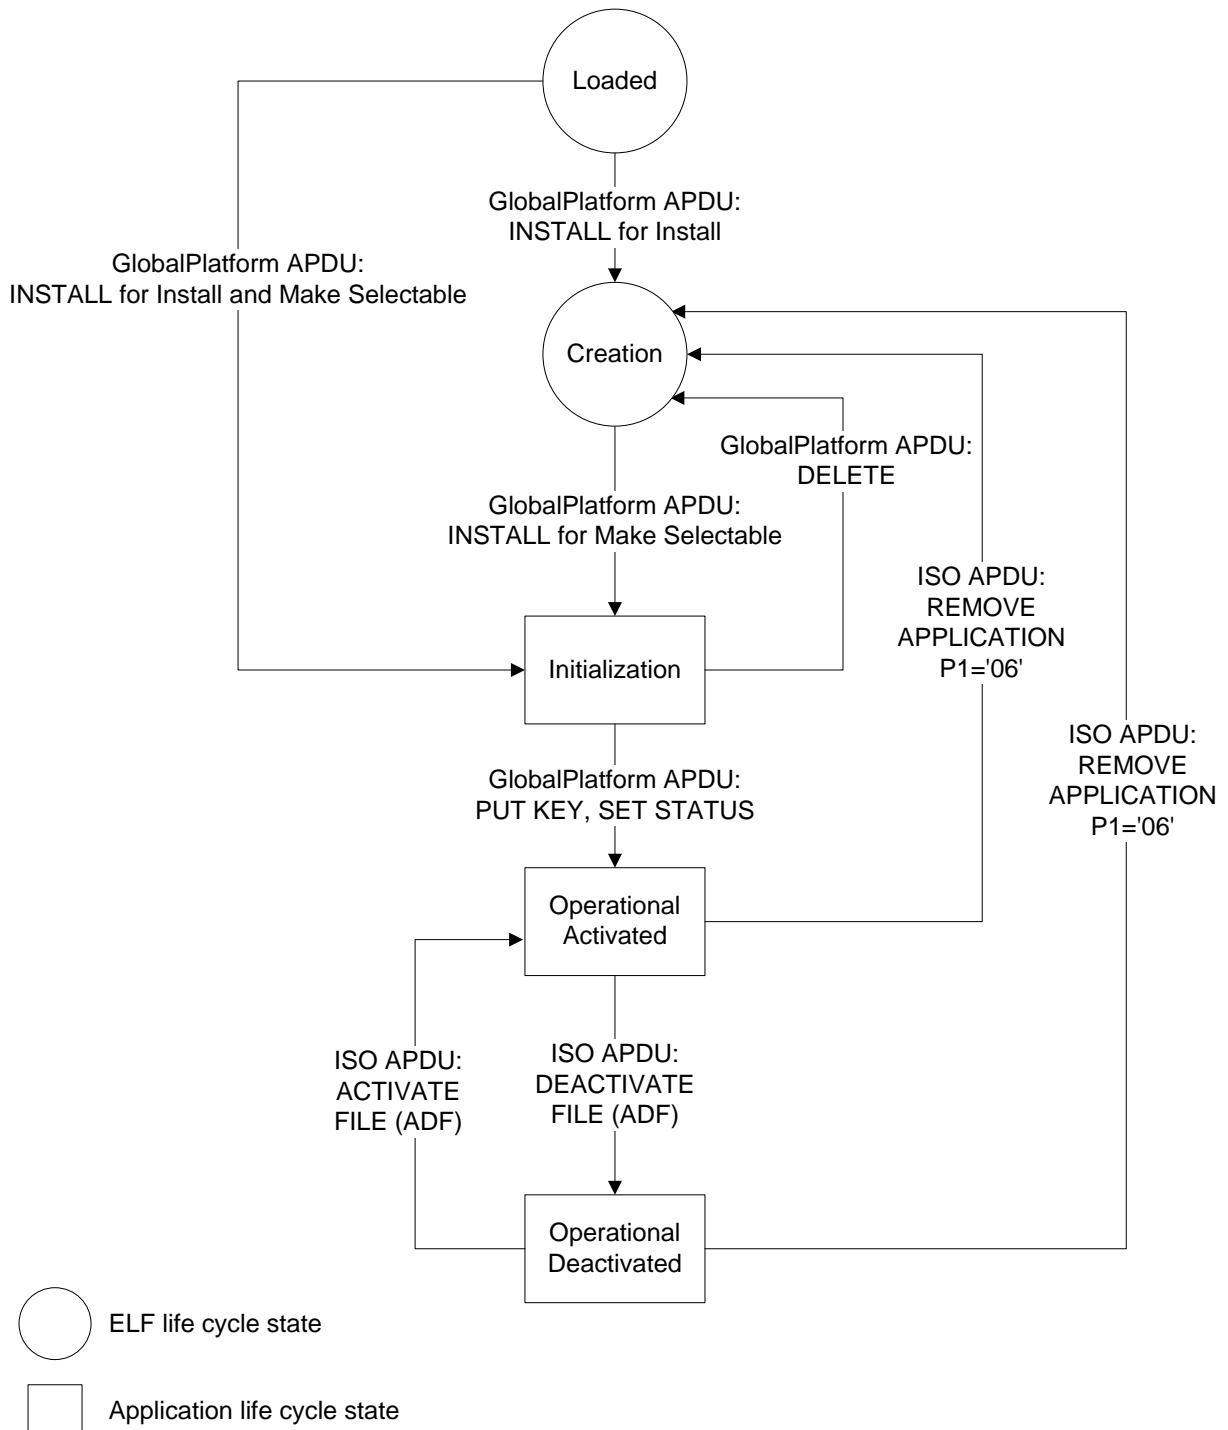 Loaded
GlobalPlatform APDU:
INSTALL for Install
GlobalPlatform APDU:
INSTALL for Install and Make Selectable
Creation
GlobalPlatform APDU:
DELETE
GlobalPlatform APDU:
INSTALL for Make Selectable
ISO APDU:
REMOVE
APPLICATION
P1='06'
Initialization
ISO APDU:
REMOVE
APPLICATION
P1='06'
GlobalPlatform APDU:
PUT KEY, SET STATUS
Operational
Activated
ISO APDU:
ACTIVATE
FILE (ADF)
ISO APDU:
DEACTIVATE
FILE (ADF)
Operational
Deactivated
ELF life cycle state
Application life cycle state